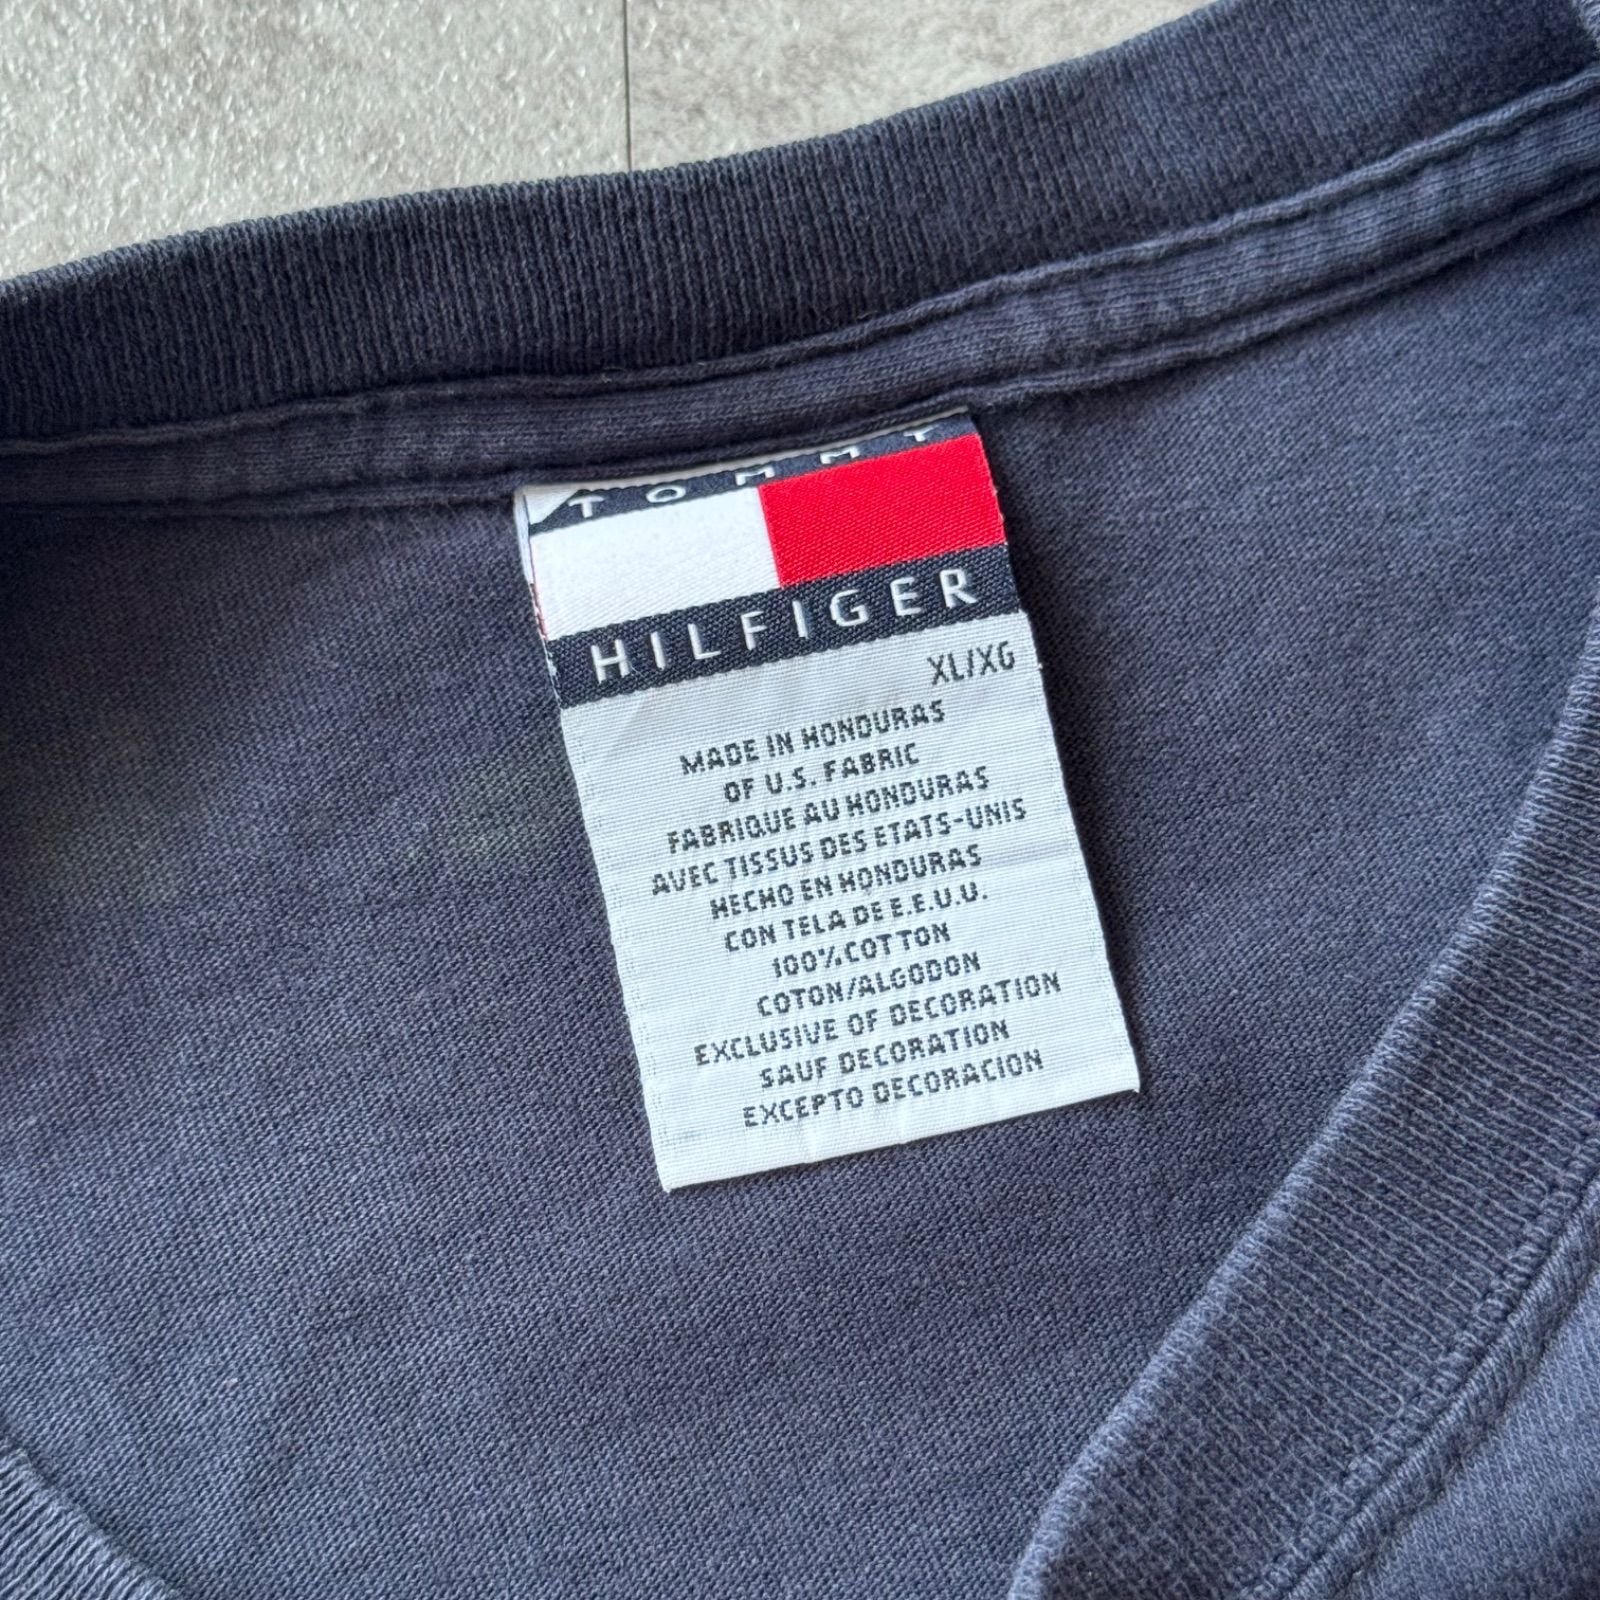 TOMMY
HILFIGER
XL/XG
MADE IN HONDURAS
OF U.S. FABRIC
FABRIQUE AU HONDURAS
AVEC TISSUS DES ETATS-UNIS
HECHO EN HONDURAS
CON TELA DE E.E.U.U.
100% COTTON
COTON/ALGODON
EXCLUSIVE OF DECORATION
SAUF DECORATION
EXCEPTO DECORACION